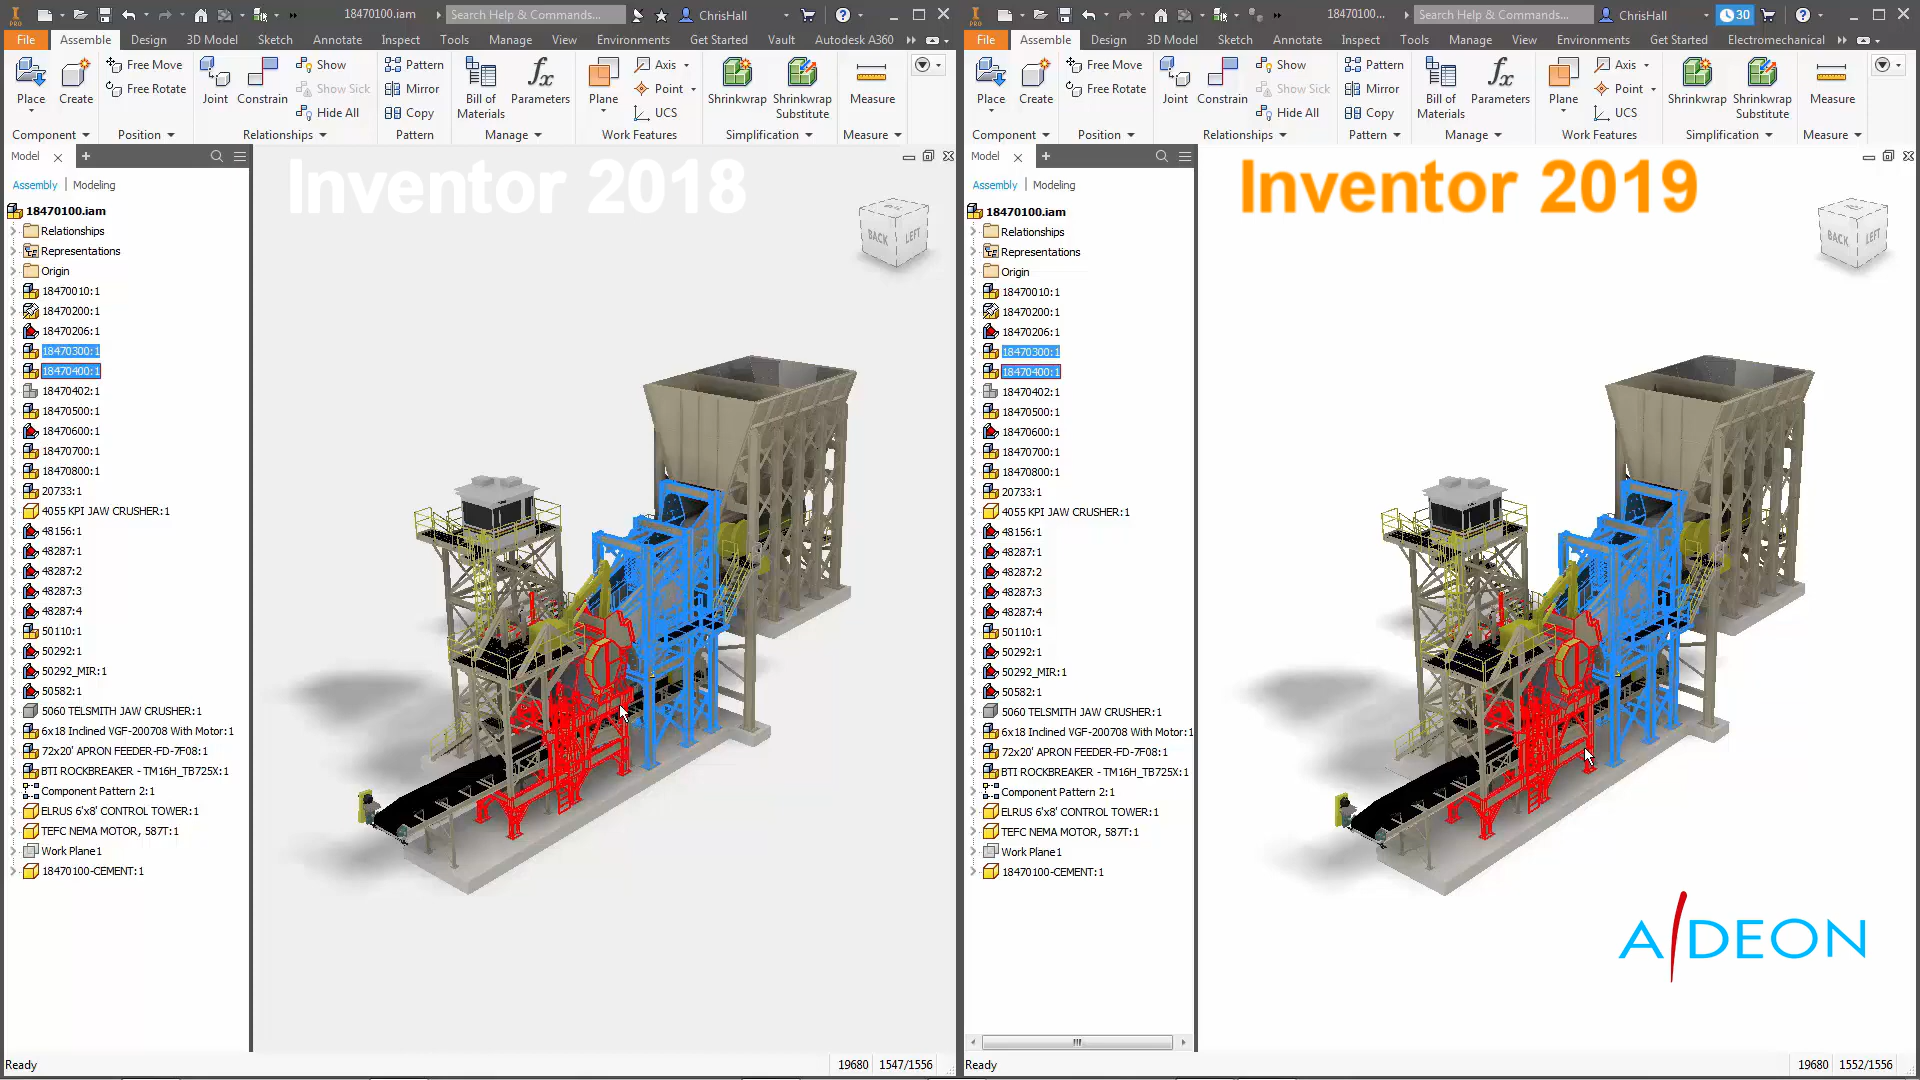 18470100.iam
Search Help & Commands...
ChrisHall
File
Assemble
Design
3D Model
Sketch
Annotate
Inspect
Tools
Manage
View
Environments
Get Started
Vault
Autodesk A360
Place
Create
Free Move
Free Rotate
Joint
Constrain
Show
Show Sick
Hide All
Pattern
Mirror
Copy
Bill of
Materials
Parameters
Plane
Axis
Point
UCS
Shrinkwrap
Shrinkwrap
Substitute
Measure
Component
Position
Relationships
Pattern
Manage
Work Features
Simplification
Measure
Model
Inventor 2018
Assembly | Modeling
18470100.iam
Relationships
Representations
Origin
18470010:1
18470200:1
18470206:1
18470300:1
18470400:1
18470402:1
18470500:1
18470600:1
18470700:1
18470800:1
20733:1
4055 KPI JAW CRUSHER:1
48156:1
48287:1
48287:2
48287:3
48287:4
50110:1
50292:1
50292_MIR:1
50582:1
5060 TELSMITH JAW CRUSHER:1
6x18 Inclined VGF-200708 With Motor:1
72x20' APRON FEEDER-FD-7F08:1
BTI ROCKBREAKER - TM16H_TB725X:1
Component Pattern 2:1
ELRUS 6'x8' CONTROL TOWER:1
TEFC NEMA MOTOR, 587T:1
Work Plane1
18470100-CEMENT:1
BACK
LEFT
Ready
19680
1547/1556
PRO
18470100...
Search Help & Commands...
ChrisHall
30
File
Assemble
Design
3D Model
Sketch
Annotate
Inspect
Tools
Manage
View
Environments
Get Started
Electromechanical
Place
Create
Free Move
Free Rotate
Joint
Constrain
Show
Show Sick
Hide All
Pattern
Mirror
Copy
Bill of
Materials
Parameters
Plane
Axis
Point
UCS
Shrinkwrap
Shrinkwrap
Substitute
Measure
Component
Position
Relationships
Pattern
Manage
Work Features
Simplification
Measure
Model
Inventor 2019
Assembly | Modeling
18470100.iam
Relationships
Representations
Origin
18470010:1
18470200:1
18470206:1
18470300:1
18470400:1
18470402:1
18470500:1
18470600:1
18470700:1
18470800:1
20733:1
4055 KPI JAW CRUSHER:1
48156:1
48287:1
48287:2
48287:3
48287:4
50110:1
50292:1
50292_MIR:1
50582:1
5060 TELSMITH JAW CRUSHER:1
6x18 Inclined VGF-200708 With Motor:1
72x20' APRON FEEDER-FD-7F08:1
BTI ROCKBREAKER - TM16H_TB725X:1
Component Pattern 2:1
ELRUS 6'x8' CONTROL TOWER:1
TEFC NEMA MOTOR, 587T:1
Work Plane1
18470100-CEMENT:1
BACK
LEFT
A/DEON
Ready
19680
1552/1556